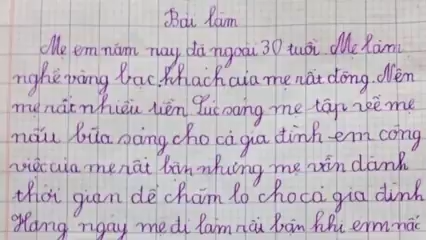 Bài làm
Mẹ em năm nay đã ngoài 30 tuổi. Mẹ làm
nghề vàng bạc. Khách của mẹ rất đông. Nên
mẹ rất nhiều tiền. Lúc sáng mẹ tập về mẹ
nấu bữa sáng cho cả gia đình em công
việc của mẹ rất bận nhưng mẹ vẫn dành
thời gian để chăm lo cho cả gia đình
Hàng ngày mẹ đi làm rất bận khi em nấc